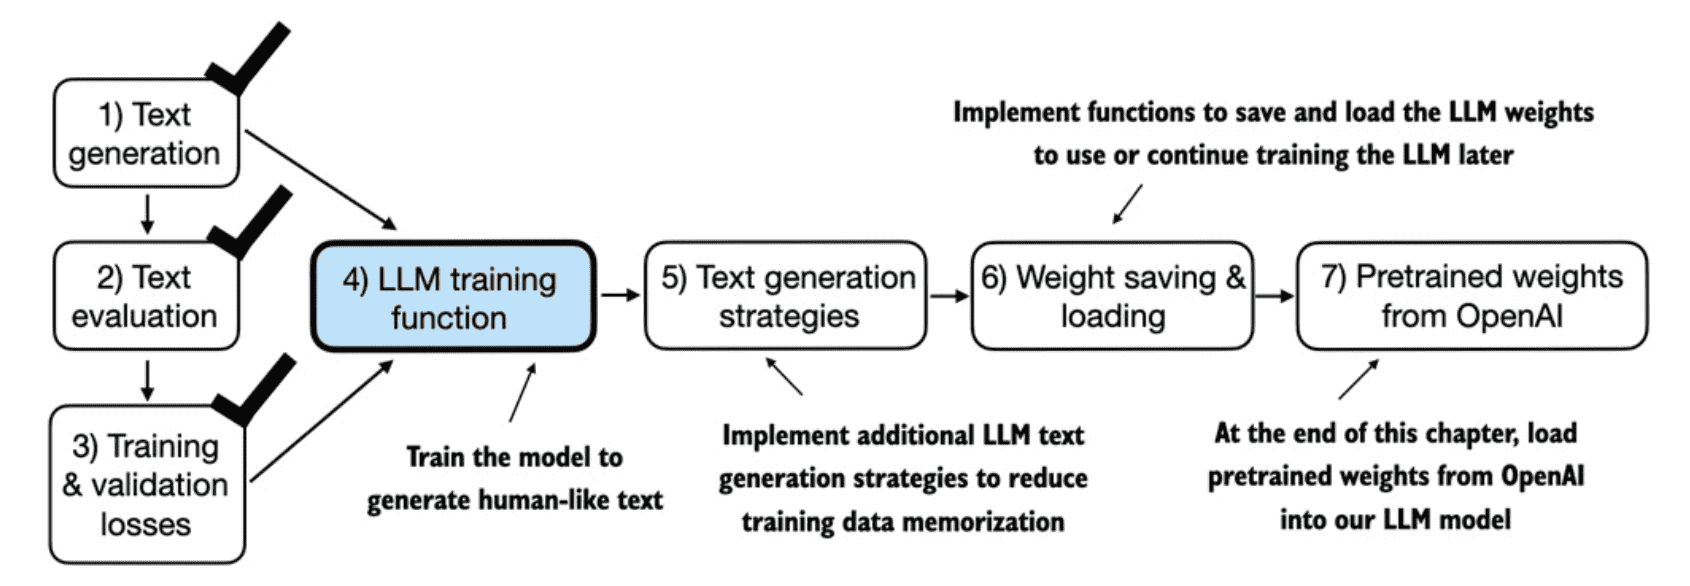 1) Text
generation
2) Text
evaluation
3) Training
& validation
losses
4) LLM training
function
Train the model to
generate human-like text
5) Text generation
strategies
Implement additional LLM text
generation strategies to reduce
training data memorization
Implement functions to save and load the LLM weights
to use or continue training the LLM later
6) Weight saving &
loading
7) Pretrained weights
from OpenAI
At the end of this chapter, load
pretrained weights from OpenAI
into our LLM model